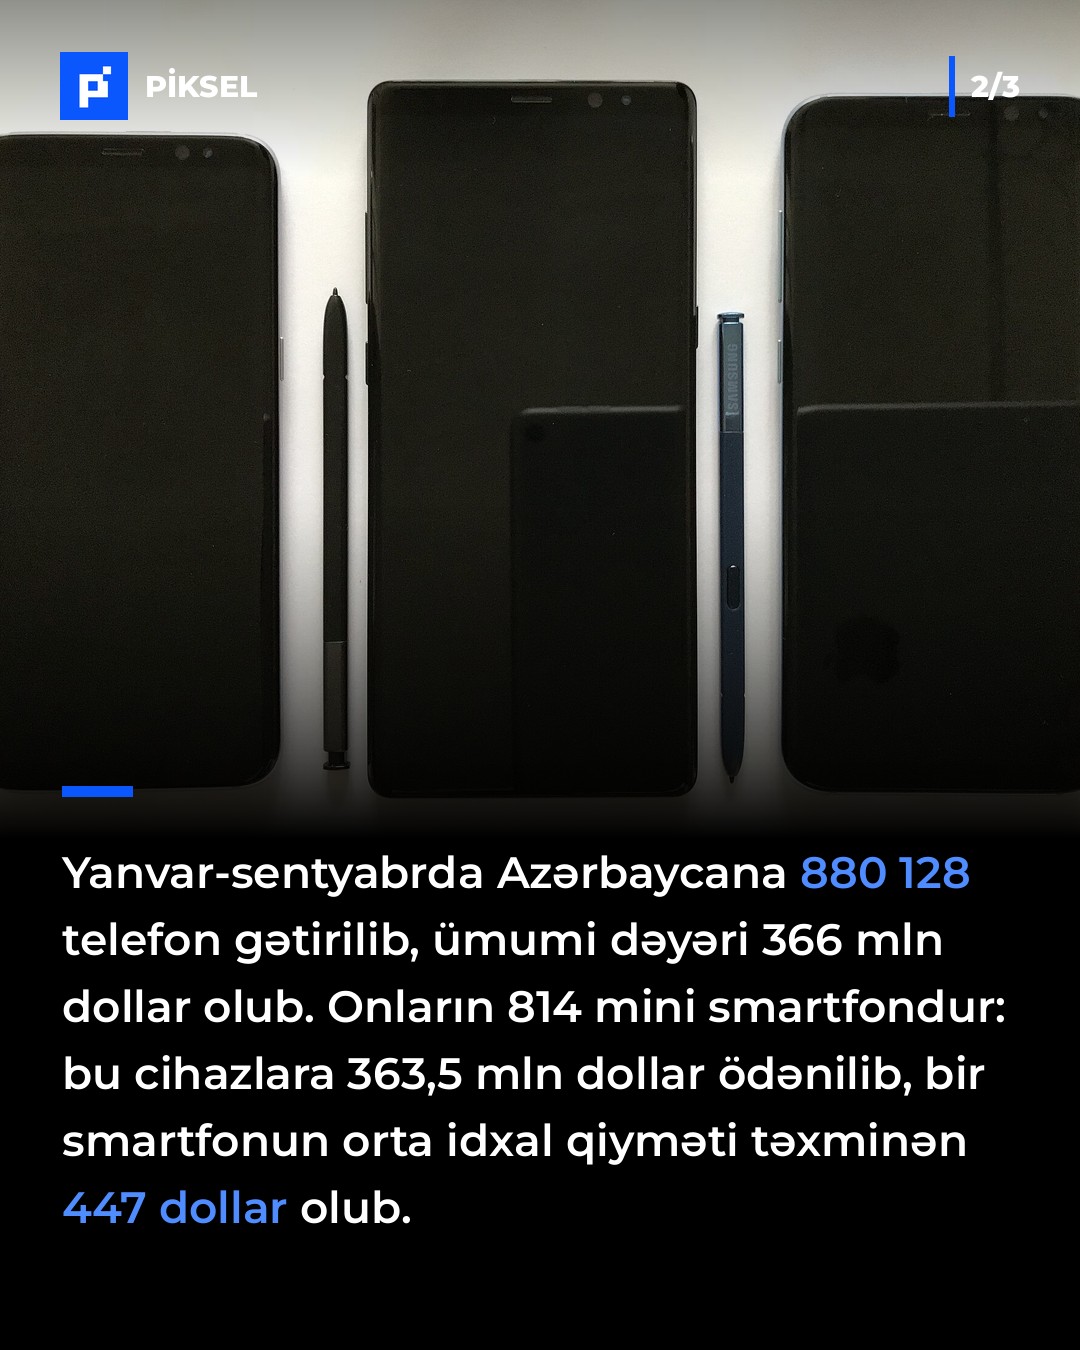 PİKSEL
2/3
SAMSUNG
Yanvar-sentyabrda Azərbaycana 880 128
telefon gətirilib, ümumi dəyəri 366 mln
dollar olub. Onların 814 mini smartfondur:
bu cihazlara 363,5 mln dollar ödənilib, bir
smartfonun orta idxal qiyməti təxminən
447 dollar olub.